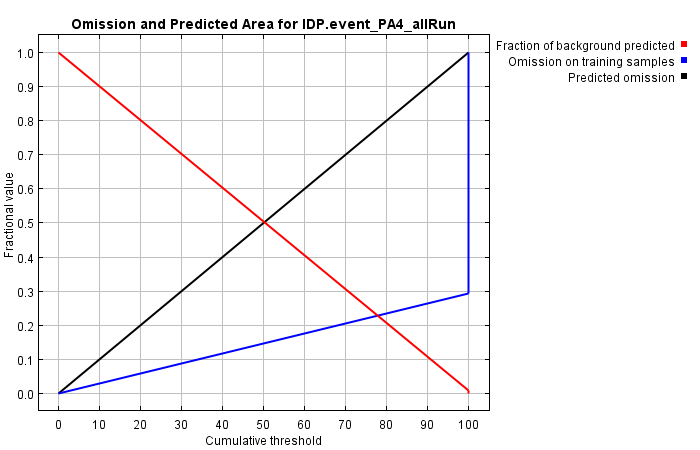 Omission and Predicted Area for IDP.event_PA4_allRun
Fraction of background predicted
Omission on training samples
Predicted omission
Fractional value
1.0
0.9
0.8
0.7
0.6
0.5
0.4
0.3
0.2
0.1
0.0
0 10 20 30 40 50 60 70 80 90 100
Cumulative threshold